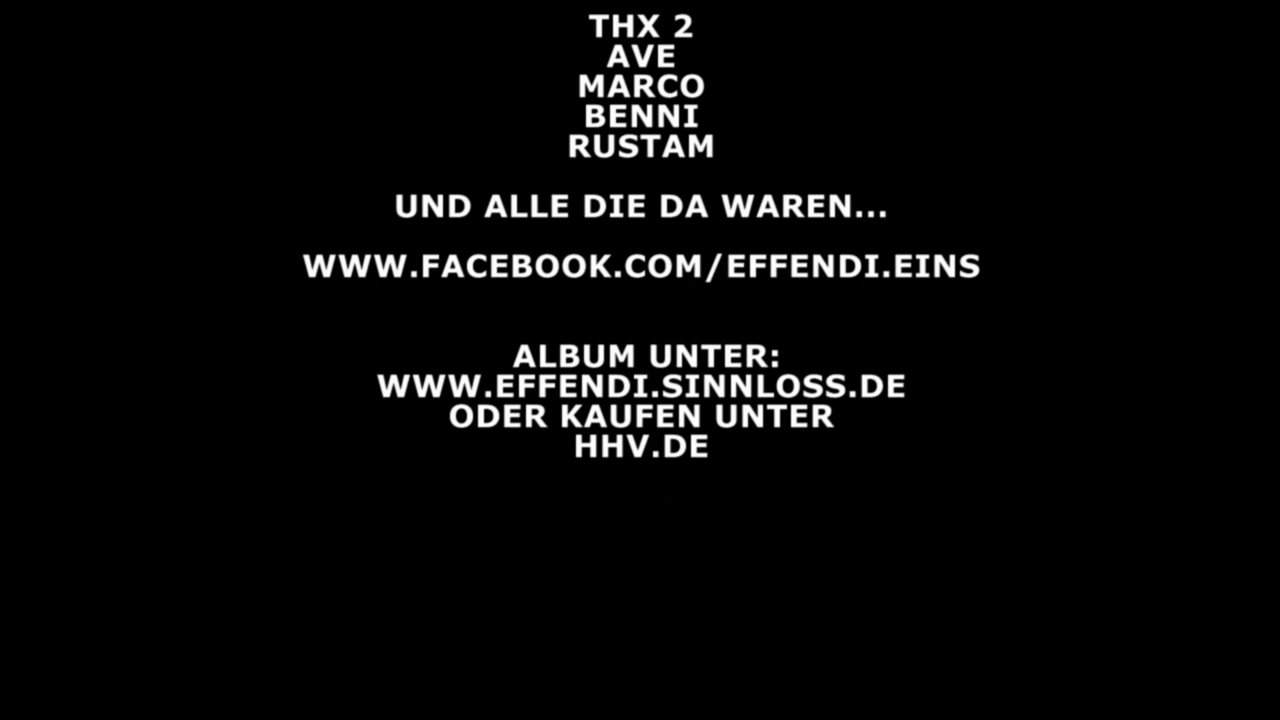 THX 2
AVE
MARCO
BENNI
RUSTAM
UND ALLE DIE DA WAREN...
WWW.FACEBOOK.COM/EFFENDI.EINS
ALBUM UNTER:
WWW.EFFENDI.SINNLOSS.DE
ODER KAUFEN UNTER
HHV.DE